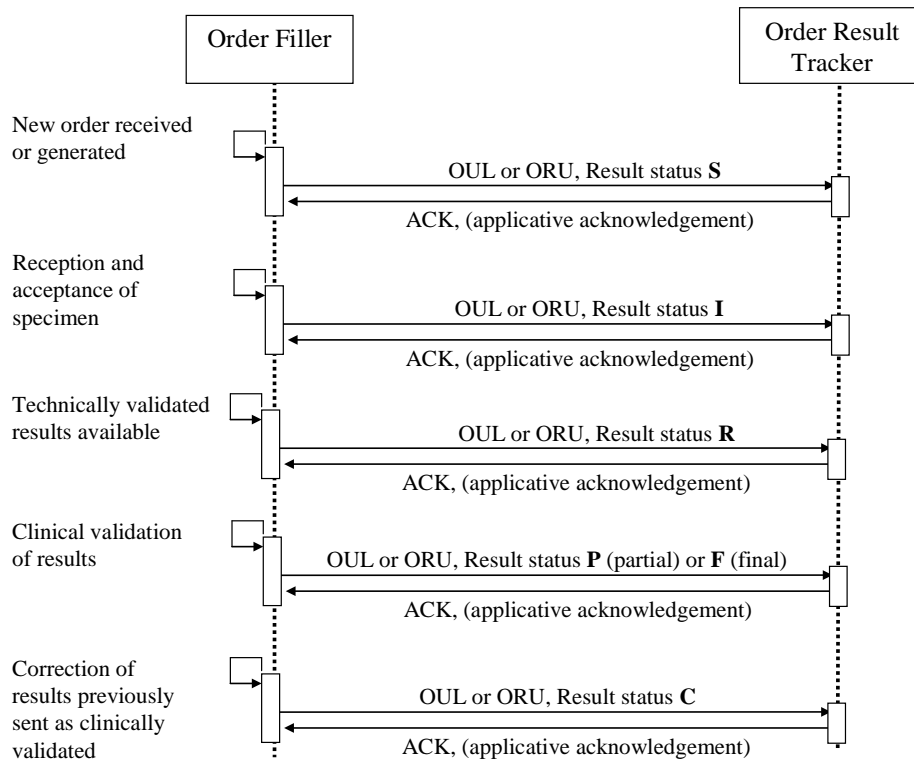 Order Filler
Order Result
Tracker
New order received
or generated
OUL or ORU, Result status S
ACK, (applicative acknowledgement)
Reception and
acceptance of
specimen
OUL or ORU, Result status I
ACK, (applicative acknowledgement)
Technically validated
results available
OUL or ORU, Result status R
ACK, (applicative acknowledgement)
Clinical validation
of results
OUL or ORU, Result status P (partial) or F (final)
ACK, (applicative acknowledgement)
Correction of
results previously
sent as clinically
validated
OUL or ORU, Result status C
ACK, (applicative acknowledgement)